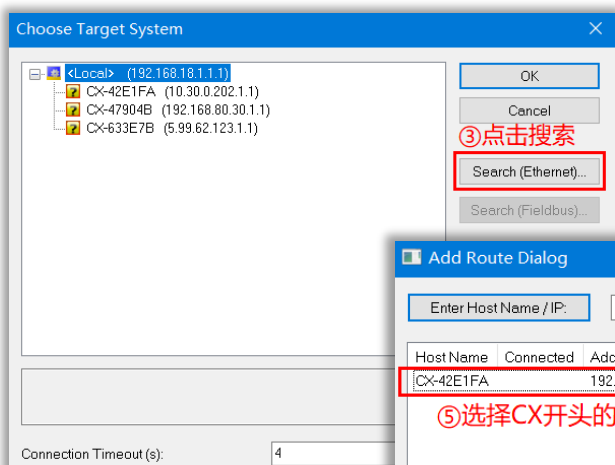 Choose Target System
<Local> (192.168.18.1.1.1)
CX-42E1FA (10.30.0.202.1.1)
CX-47904B (192.168.80.30.1.1)
CX-633E7B (5.99.62.123.1.1)
OK
Cancel
③点击搜索
Search (Ethernet)...
Search (Fieldbus)...
Add Route Dialog
Enter Host Name / IP:
Host Name Connected Add
CX-42E1FA 192.
⑤选择CX开头的
Connection Timeout (s): 4